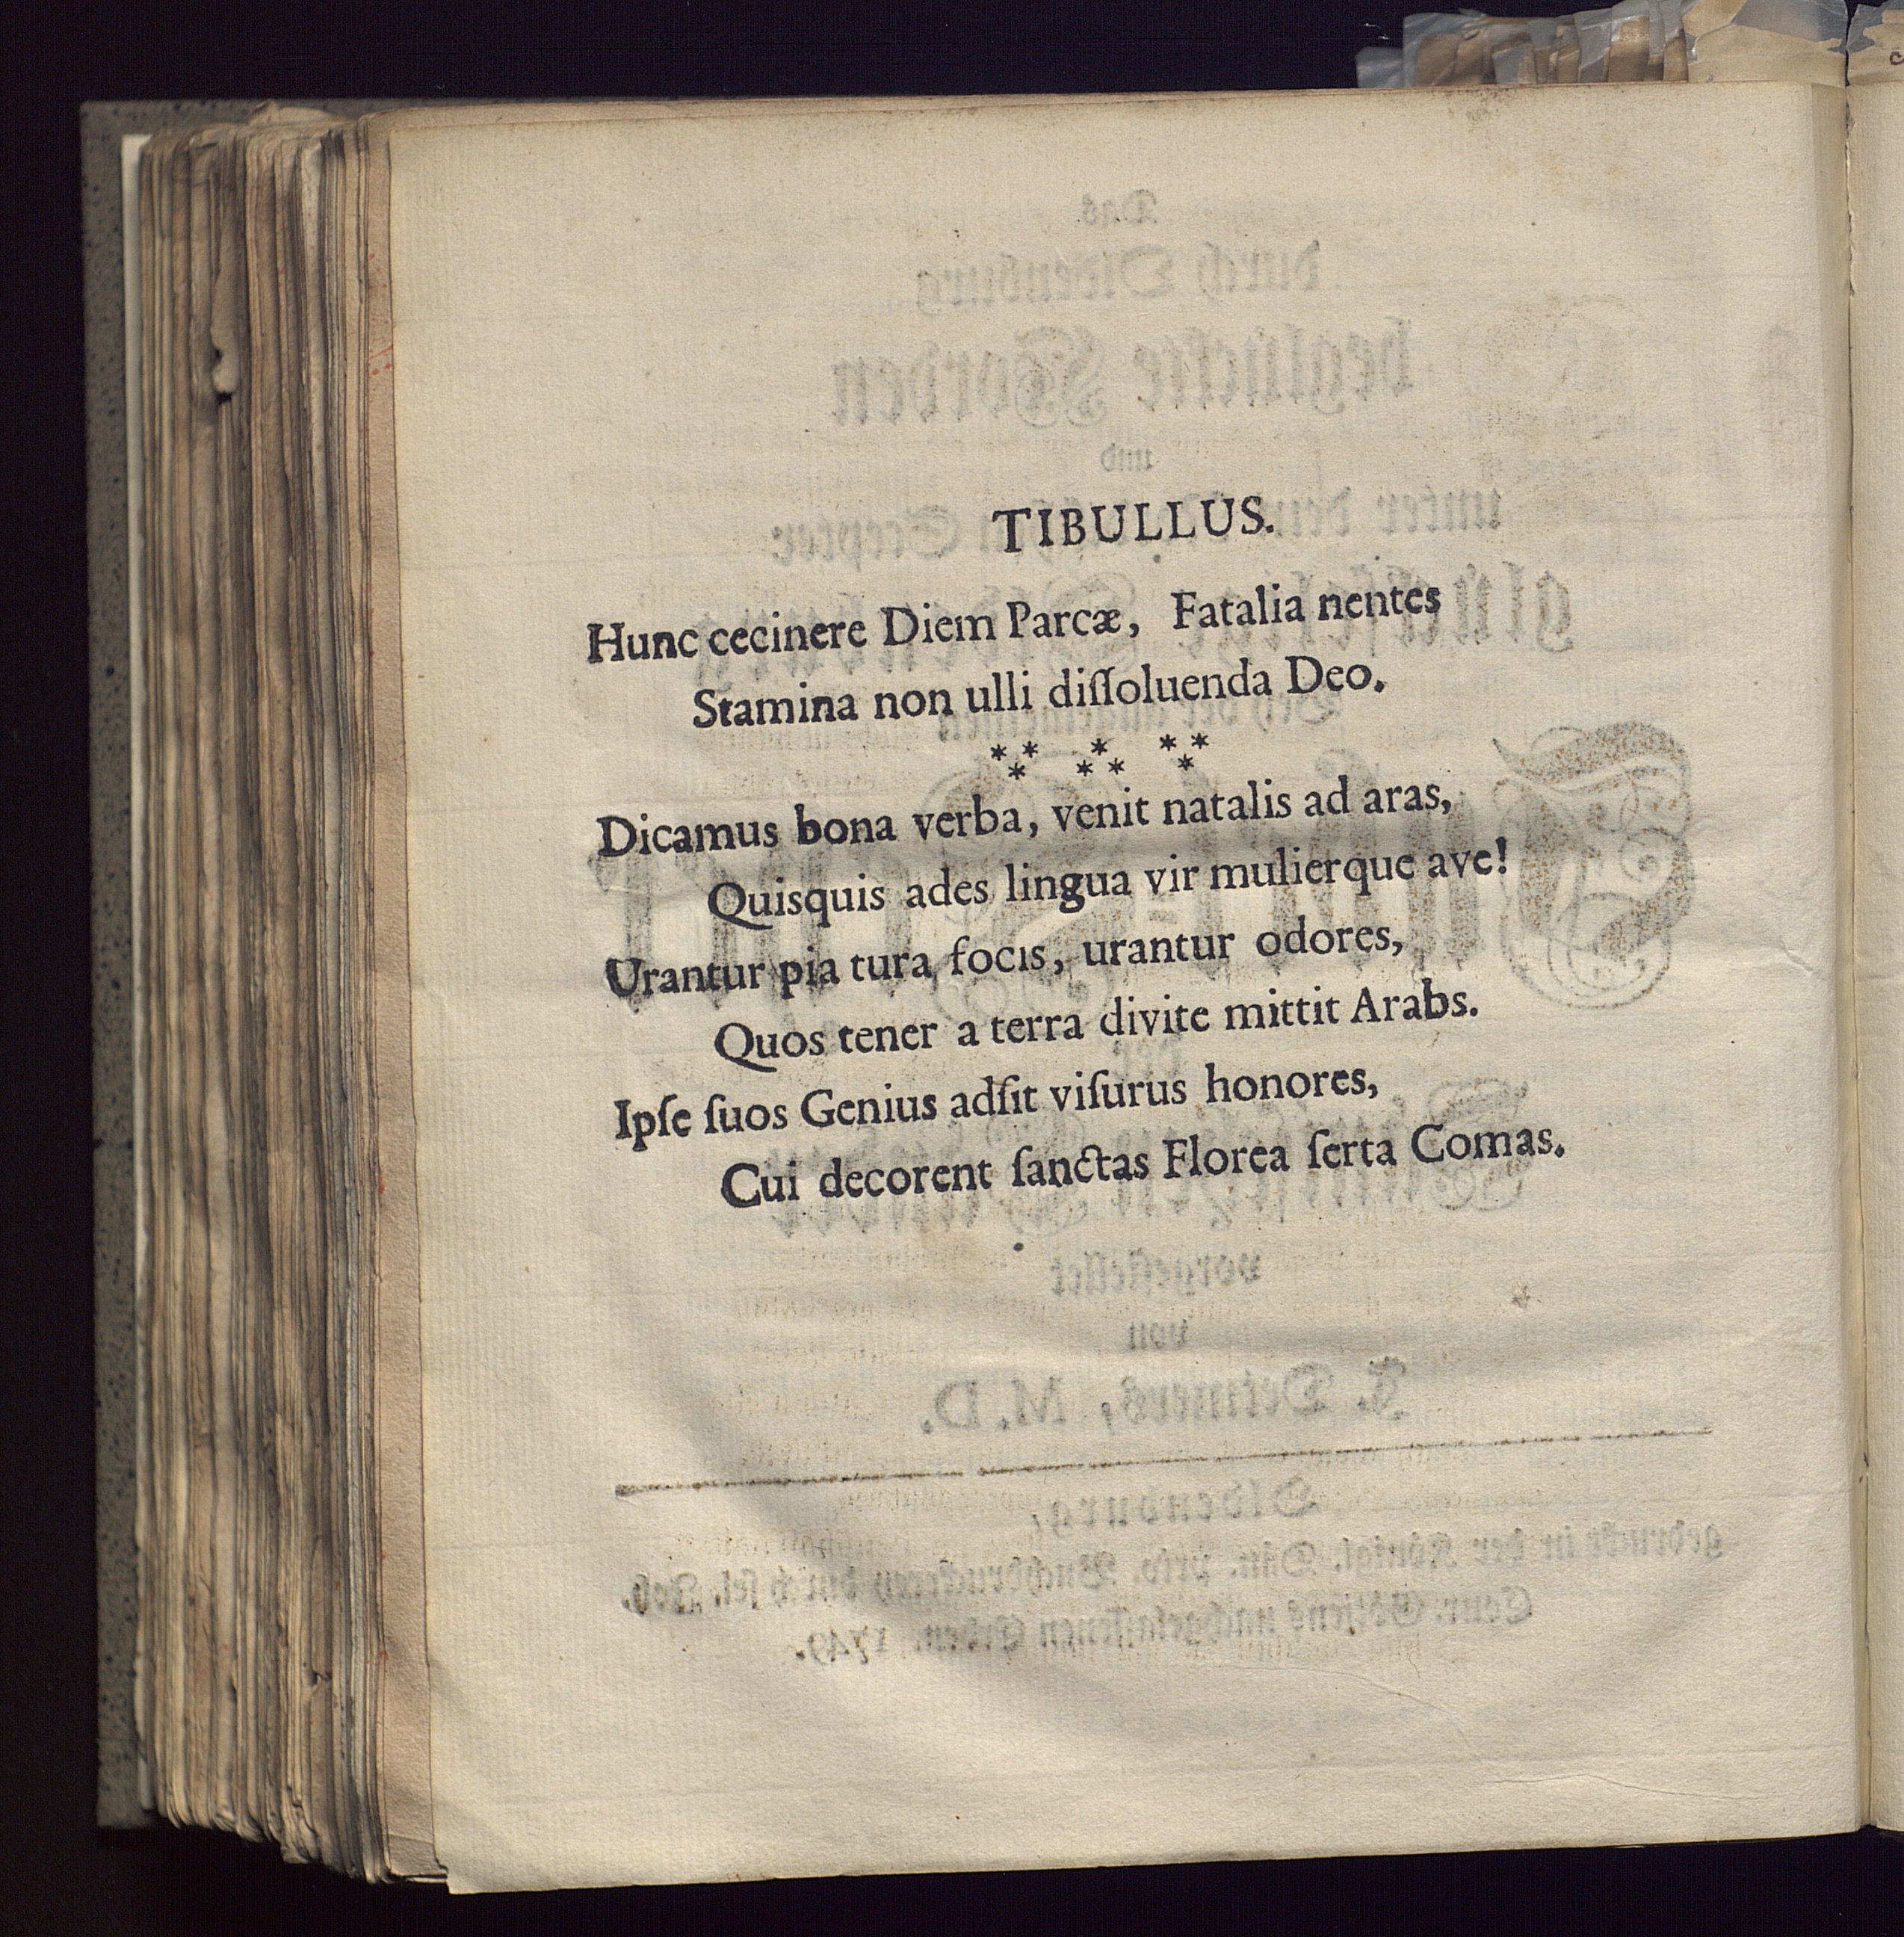 TIBULLUS.
Hunc cecinere Diem Parcæ, Fatalia nentes
Stamina non ulli diſſoluenda Deo.
⁎ ⁎ ⁎ ⁎ ⁎ ⁎ ⁎ ⁎ ⁎
Dicamus bona verba, venit natalis ad aras,
Quisquis ades lingua vir mulierque ave!
Urantur pia tura focis, urantur odores,
Quos tener a terra divite mittit Arabs.
Ipſe ſuos Genius adſit viſurus honores,
Cui decorent ſanctas Florea ſerta Comas.